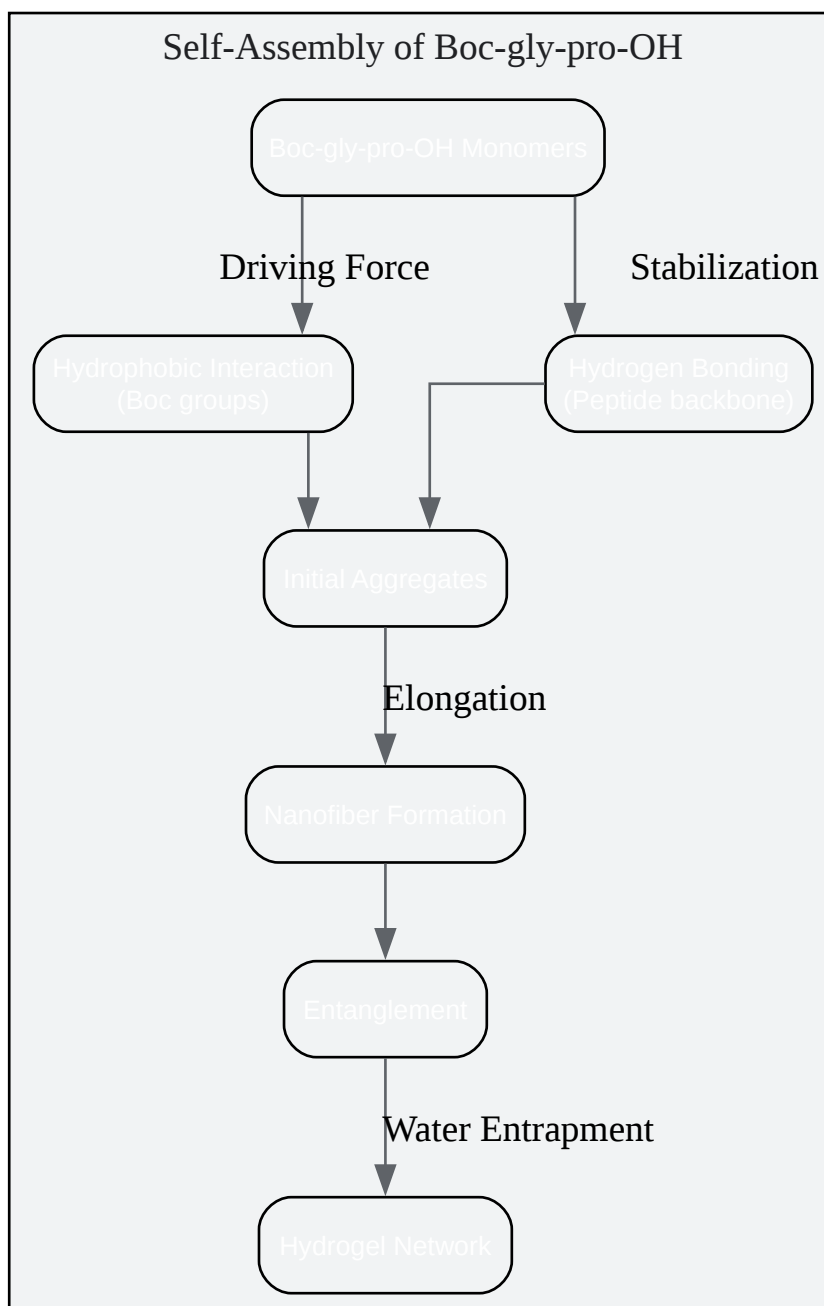 Self-Assembly of Boc-gly-pro-OH
Boc-gly-pro-OH Monomers
Driving Force
Stabilization
Hydrophobic Interaction
(Boc groups)
Hydrogen Bonding
(Peptide backbone)
Initial Aggregates
Elongation
Nanofiber Formation
Entanglement
Water Entrapment
Hydrogel Network